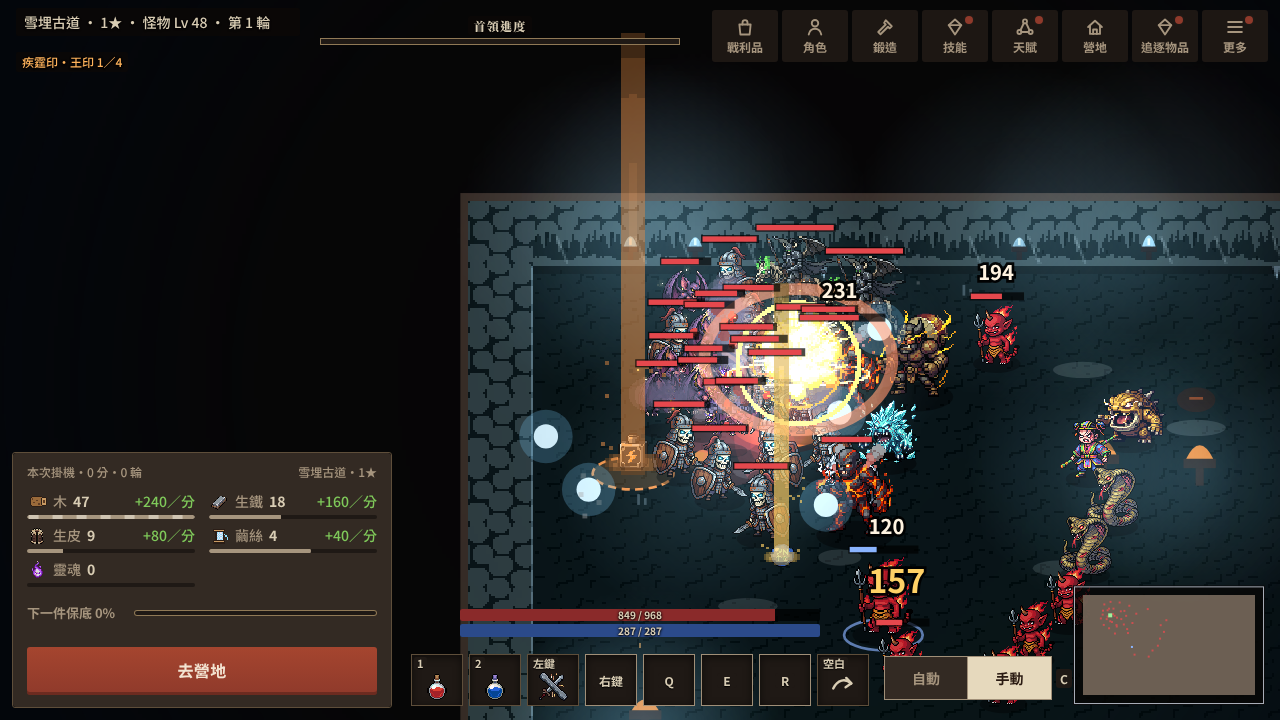 雪埋古道 · 1★ · 怪物 Lv 48 · 第 1 輪
首領進度
戰利品
角色
鍛造
技能
天賦
營地
追逐物品
更多
疾霆印・王印 1／4
194
231
120
157
本次掛機・0 分・0 輪
雪埋古道・1★
木 47 +240／分
生鐵 18 +160／分
生皮 9 +80／分
繭絲 4 +40／分
靈魂 0
下一件保底 0%
去營地
849 / 968
287 / 287
1
2
左鍵
右鍵
Q
E
R
空白
自動
手動
C